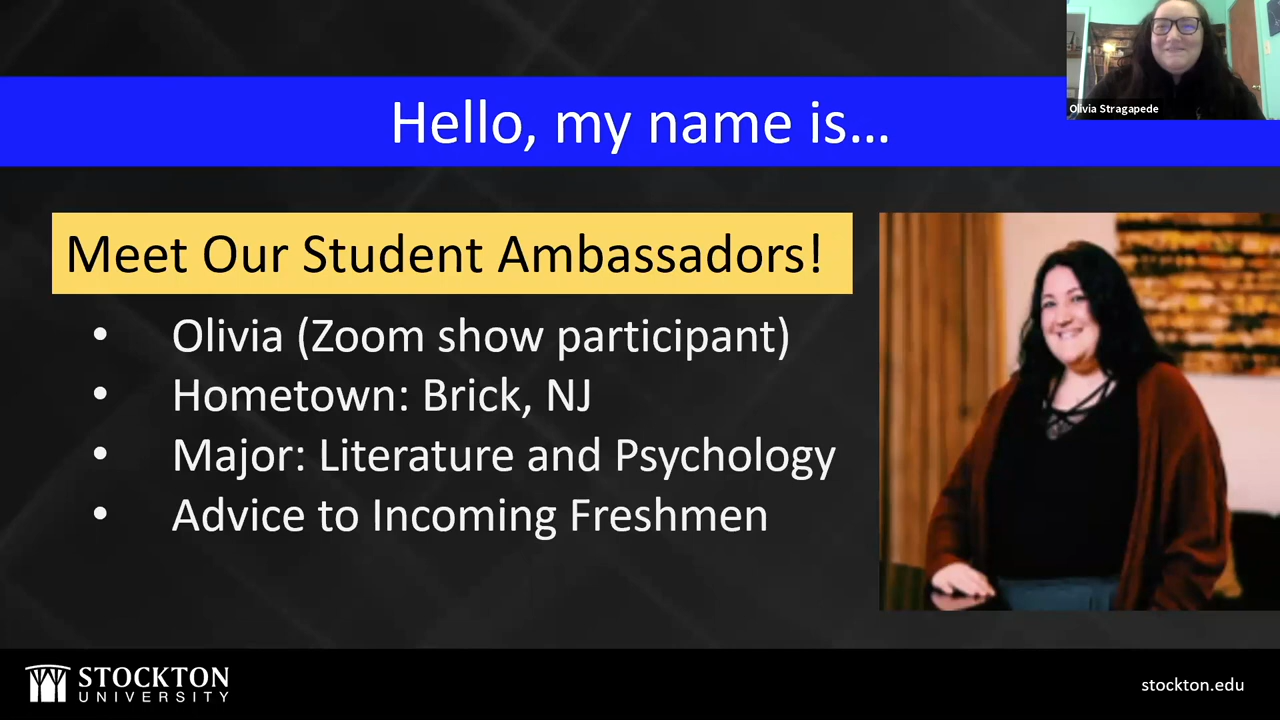 Olivia Stragapede
Hello, my name is...
Meet Our Student Ambassadors!
• Olivia (Zoom show participant)
• Hometown: Brick, NJ
• Major: Literature and Psychology
• Advice to Incoming Freshmen
STOCKTON
UNIVERSITY
stockton.edu